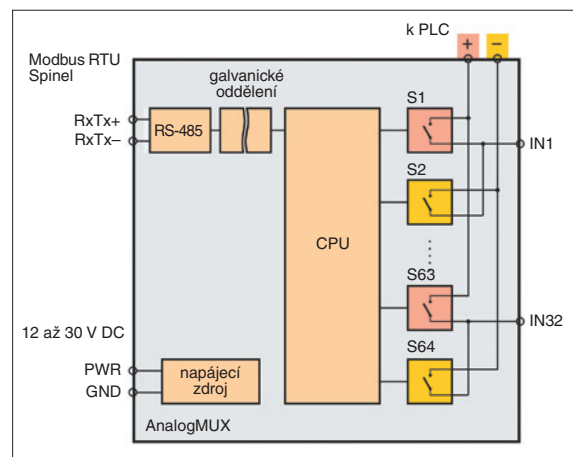 k PLC
+ –
Modbus RTU
Spinel
galvanické
oddělení
S1
RxTx+
RxTx–
RS-485
IN1
S2
CPU
S63
12 až 30 V DC
IN32
S64
PWR
GND
napájecí
zdroj
AnalogMUX